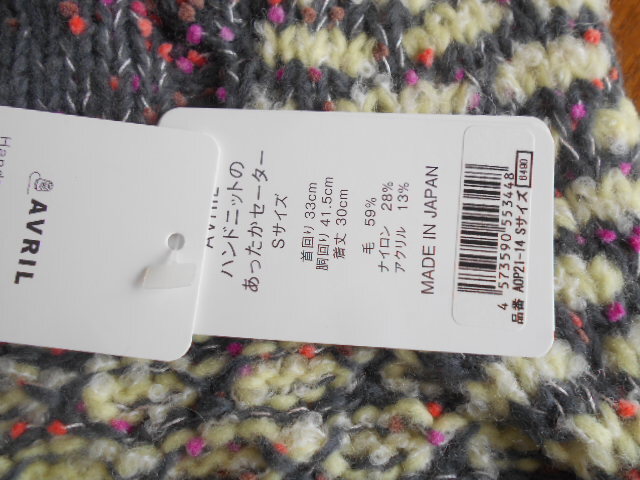 Hand
AVRIL
AVRIL
ハンドニットの
あったかセーター
Sサイズ
首回り 33cm
胴回り 41.5cm
着丈 30cm
毛 59%
ナイロン 28%
アクリル 13%
MADE IN JAPAN
4 573590 553448
品番 AOP21-14 Sサイズ 6490